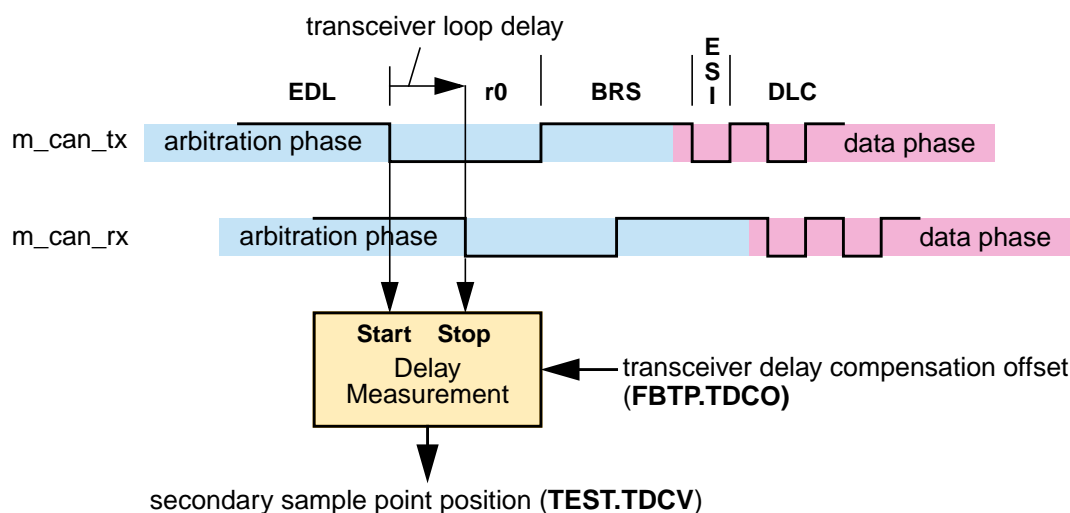 transceiver loop delay
E
S
I
EDL
r0
BRS
DLC
m_can_tx
arbitration phase
data phase
m_can_rx
arbitration phase
data phase
Start Stop
Delay
Measurement
transceiver delay compensation offset
(FBTP.TDCO)
secondary sample point position (TEST.TDCV)